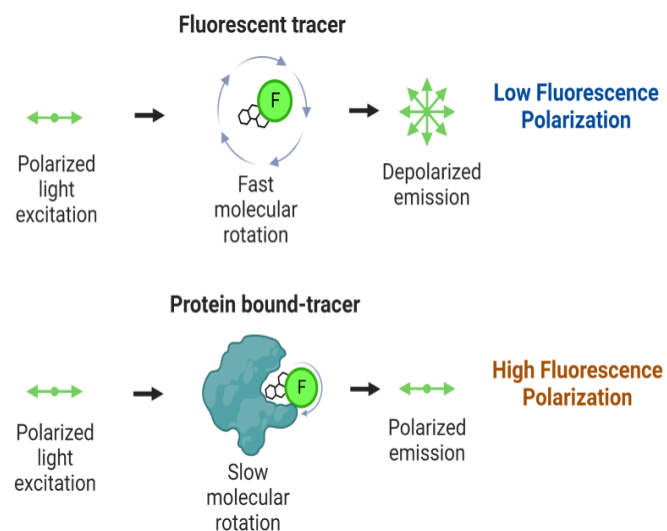 Fluorescent tracer
F
Polarized
light
excitation
Fast
molecular
rotation
Depolarized
emission
Low Fluorescence
Polarization
Protein bound-tracer
F
Polarized
light
excitation
Slow
molecular
rotation
Polarized
emission
High Fluorescence
Polarization